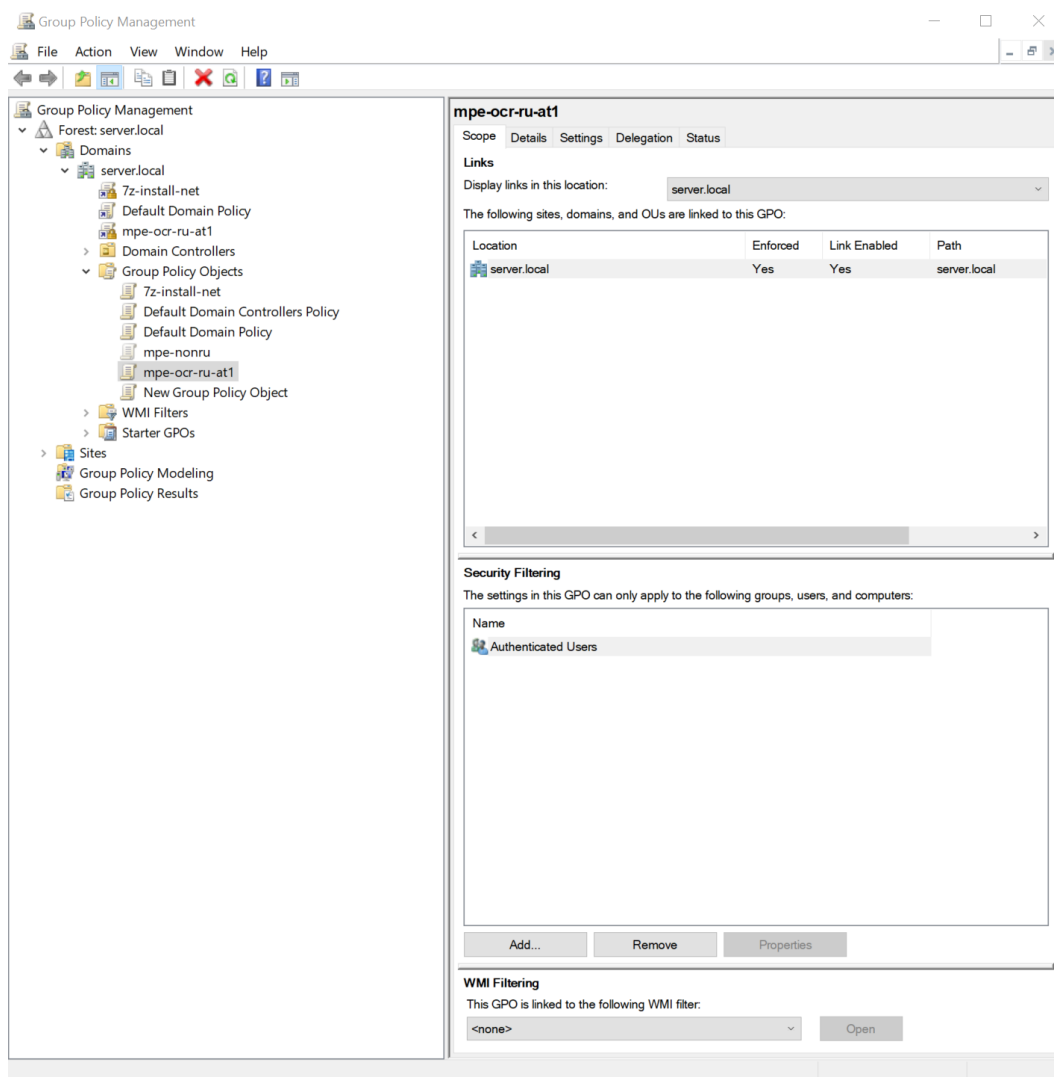 Group Policy Management
File Action View Window Help
Group Policy Management
Forest: server.local
Domains
server.local
7z-install-net
Default Domain Policy
mpe-ocr-ru-at1
Domain Controllers
Group Policy Objects
7z-install-net
Default Domain Controllers Policy
Default Domain Policy
mpe-nonru
mpe-ocr-ru-at1
New Group Policy Object
WMI Filters
Starter GPOs
Sites
Group Policy Modeling
Group Policy Results
mpe-ocr-ru-at1
Scope Details Settings Delegation Status
Links
Display links in this location: server.local
The following sites, domains, and OUs are linked to this GPO:
Location Enforced Link Enabled Path
server.local Yes Yes server.local
Security Filtering
The settings in this GPO can only apply to the following groups, users, and computers:
Name
Authenticated Users
Add... Remove Properties
WMI Filtering
This GPO is linked to the following WMI filter:
<none> Open